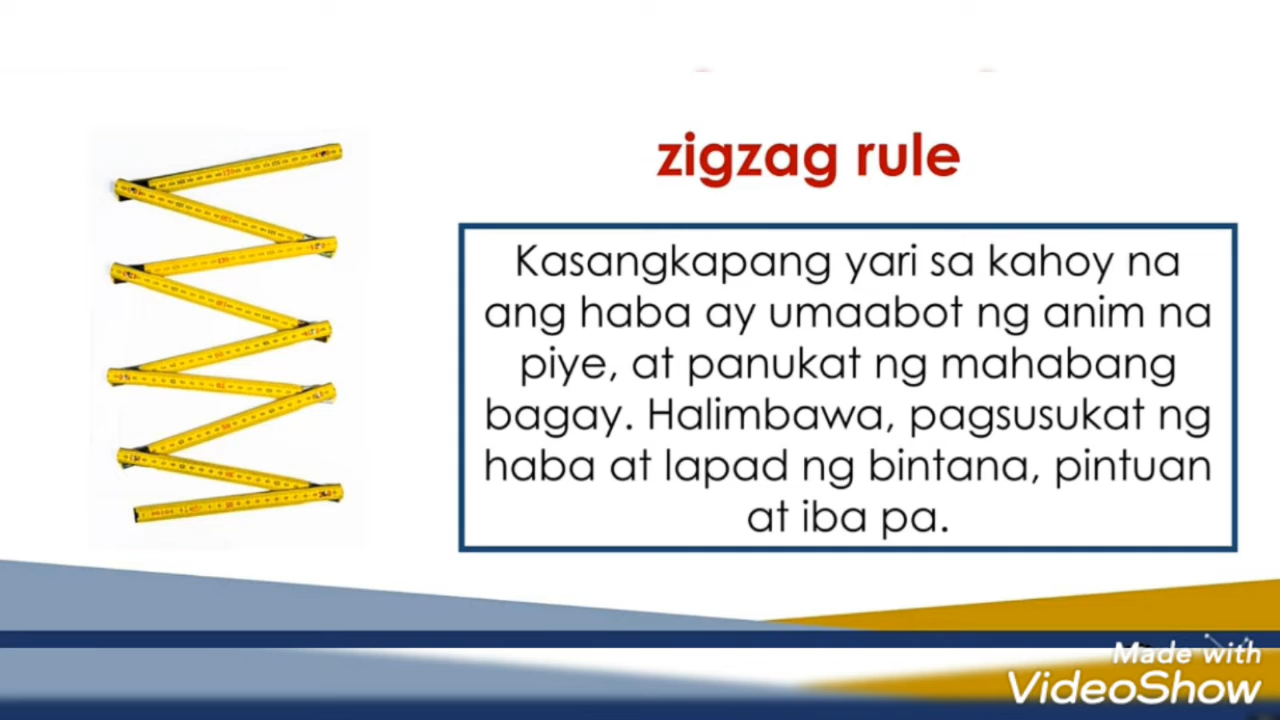 zigzag rule
Kasangkapang yari sa kahoy na
ang haba ay umaabot ng anim na
piye, at panukat ng mahabang
bagay. Halimbawa, pagsusukat ng
haba at lapad ng bintana, pintuan
at iba pa.
Made with
VideoShow